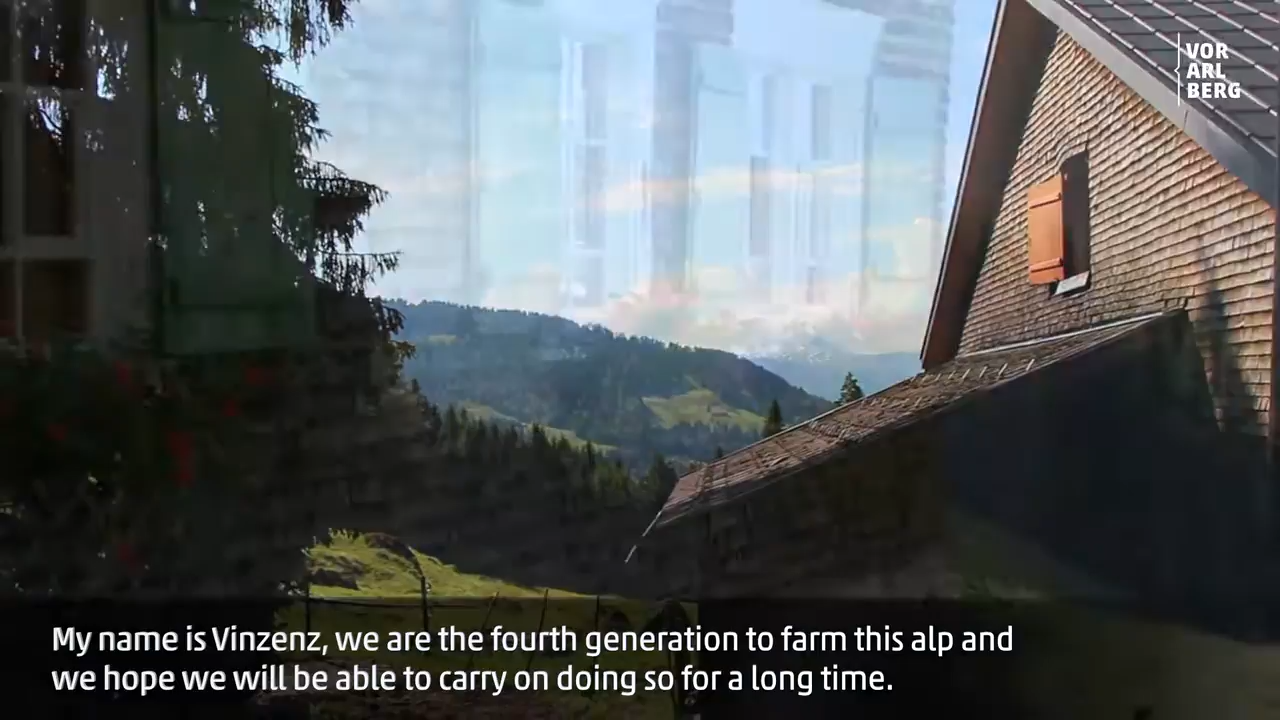 VOR
ARL
BERG
My name is Vinzenz, we are the fourth generation to farm this alp and
we hope we will be able to carry on doing so for a long time.